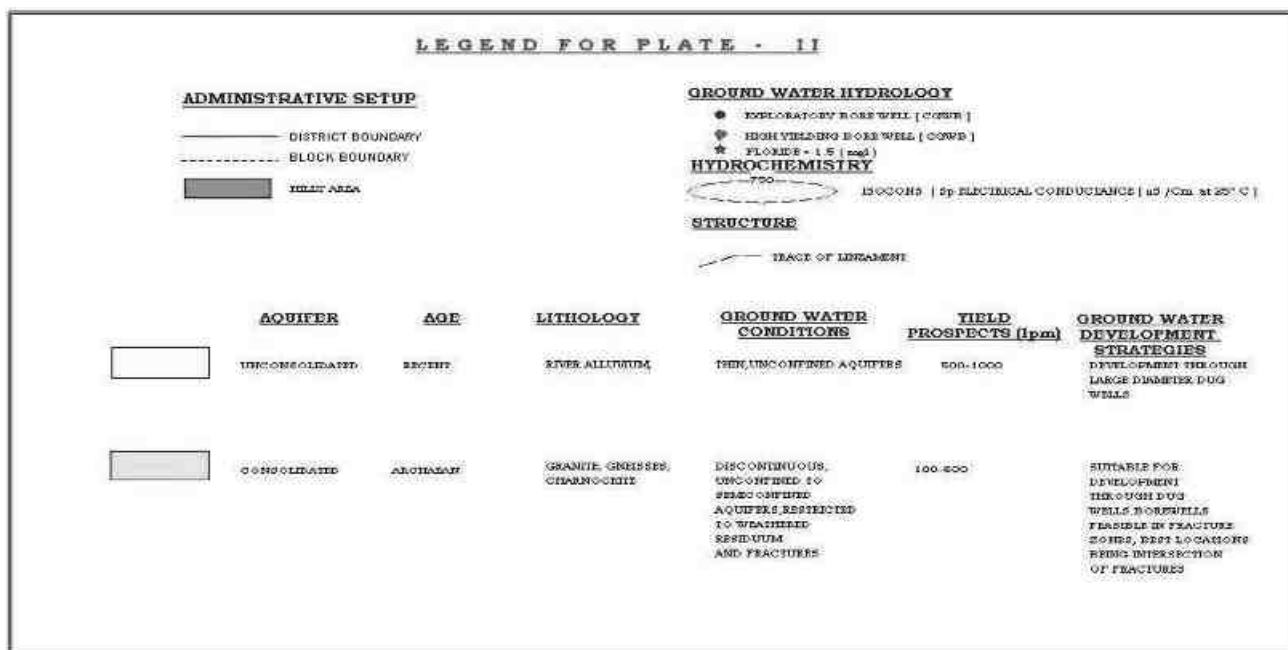 LEGEND FOR PLATE - II
ADMINISTRATIVE SETUP
DISTRICT BOUNDARY
BLOCK BOUNDARY
HILLY AREA
GROUND WATER HYDROLOGY
EXPLORATORY BORE WELL [ CGWB ]
HIGH YIELDING BORE WELL [ CGWB ]
FLORIDE - 1.5 ( mg/l )
HYDROCHEMISTRY
750
ISOCONS [ Sp ELECTRICAL CONDUCTANCE [ uS /Cm. at 25° C ]
STRUCTURE
TRACE OF LINEAMENT
AQUIFER AGE LITHOLOGY GROUND WATER CONDITIONS YIELD PROSPECTS (lpm) GROUND WATER DEVELOPMENT STRATEGIES
UNCONSOLIDATED RECENT RIVER ALLUVIUM, THIN,UNCONFINED AQUIFERS 500-1000 DEVELOPMENT THROUGH
LARGE DIAMETER DUG
WELLS
CONSOLIDATED ARCHAEAN GRANITE, GNEISSES,
CHARNOCKITE
DISCONTINUOUS,
UNCONFINED TO
SEMICONFINED
AQUIFERS,RESTRICTED
TO WEATHERED
RESIDUUM
AND FRACTURES
SUITABLE FOR
DEVELOPMENT
THROUGH DUG
WELLS.BOREWELLS
FEASIBLE IN FRACTURE
ZONES, BEST LOCATIONS
BEING INTERSECTION
OF FRACTURES